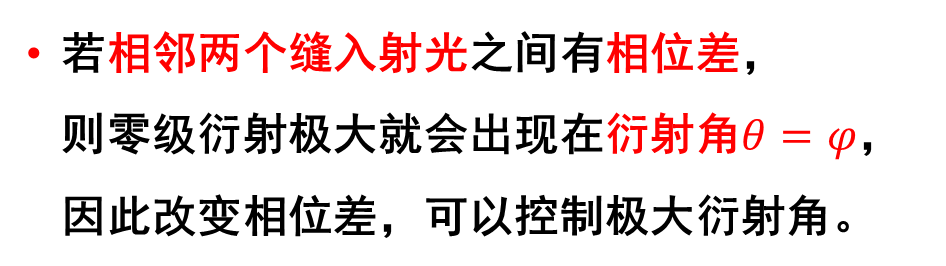 • 若相邻两个缝入射光之间有相位差，
则零级衍射极大就会出现在衍射角θ = φ，
因此改变相位差，可以控制极大衍射角。